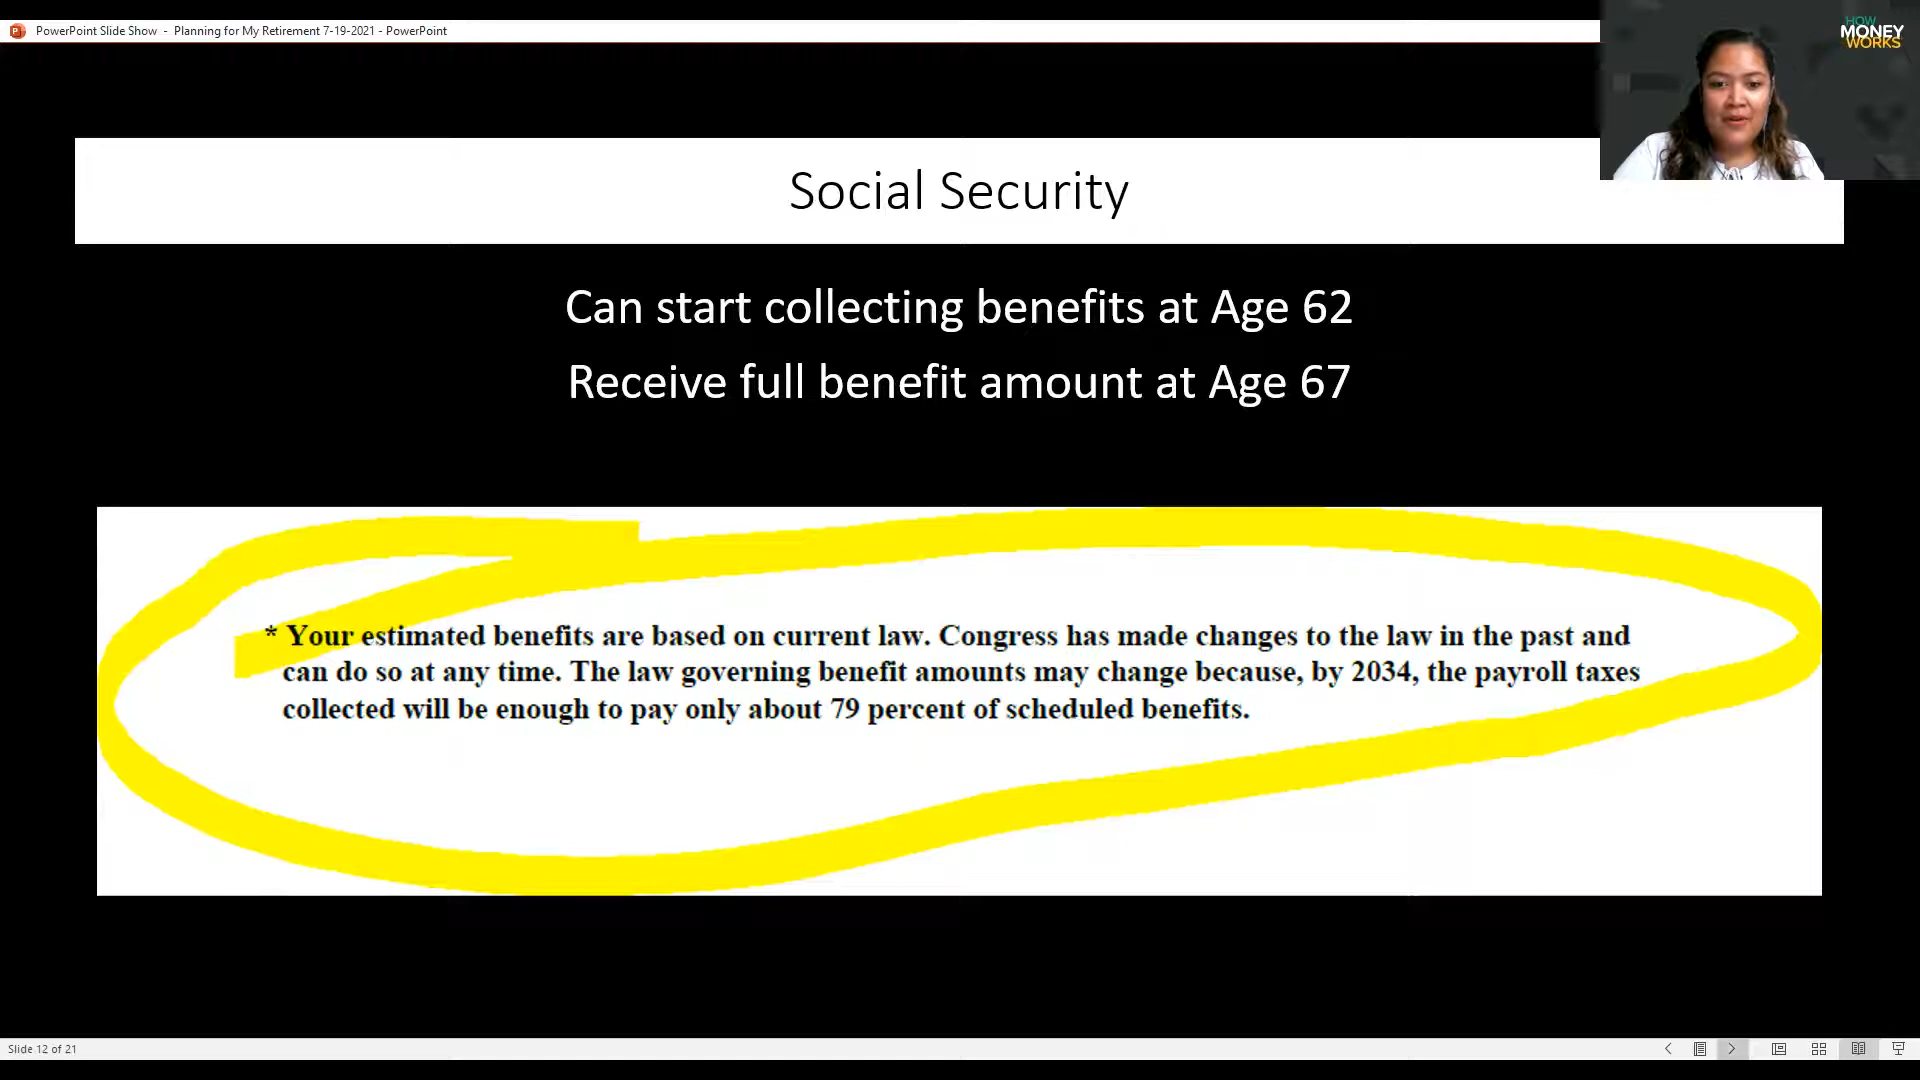 PowerPoint Slide Show - Planning for My Retirement 7-19-2021 - PowerPoint
HOW
MONEY
WORKS
Social Security
Can start collecting benefits at Age 62
Receive full benefit amount at Age 67
* Your estimated benefits are based on current law. Congress has made changes to the law in the past and
can do so at any time. The law governing benefit amounts may change because, by 2034, the payroll taxes
collected will be enough to pay only about 79 percent of scheduled benefits.
Slide 12 of 21